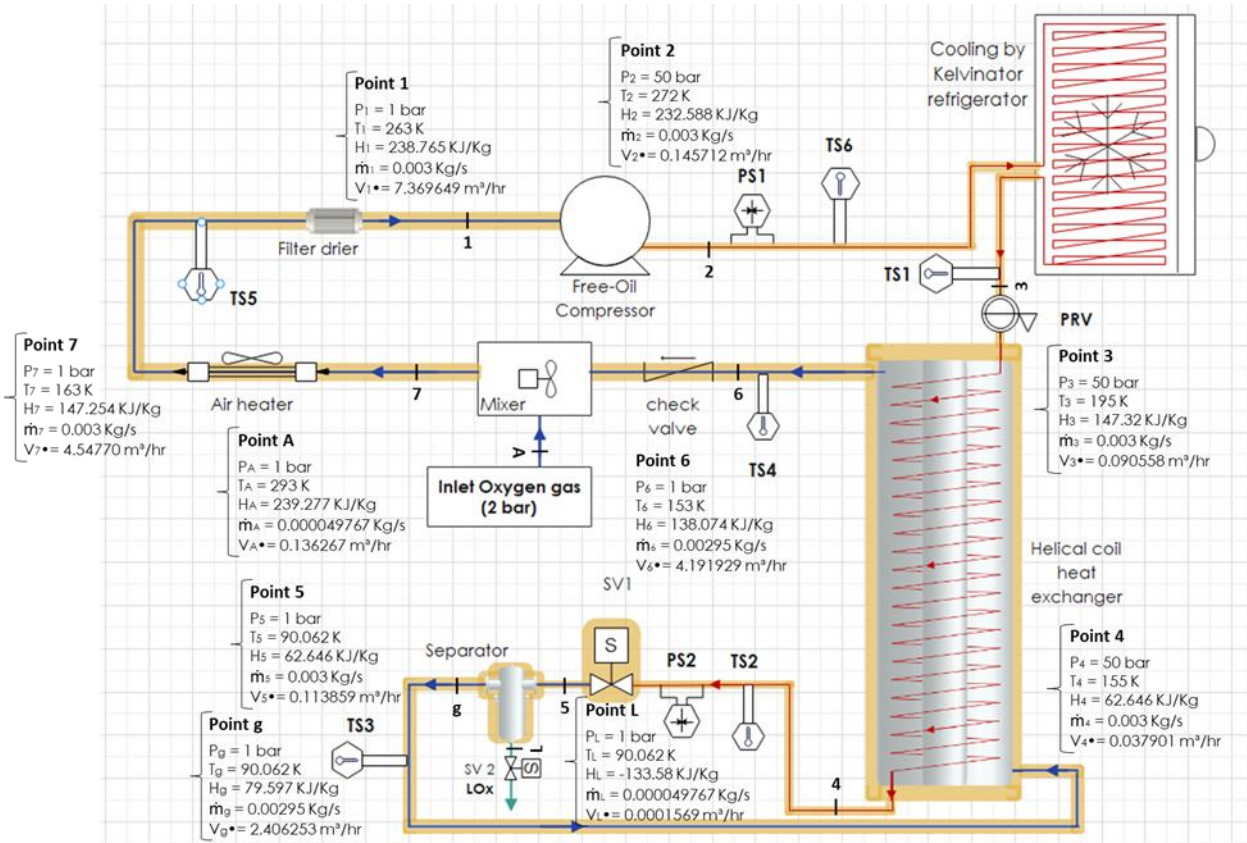 Point 1
P1 = 1 bar
T1 = 263 K
H1 = 238.765 KJ/Kg
ṁ1 = 0.003 Kg/s
V1•= 7.369649 m³/hr
Point 2
P2 = 50 bar
T2 = 272 K
H2 = 232.588 KJ/Kg
ṁ2 = 0.003 Kg/s
V2•= 0.145712 m³/hr
Cooling by
Kelvinator
refrigerator
TS6
PS1
Filter drier
1
2
TS5
Free-Oil
Compressor
TS1
3
PRV
Point 7
P7 = 1 bar
T7 = 163 K
H7 = 147.254 KJ/Kg
ṁ7 = 0.003 Kg/s
V7•= 4.54770 m³/hr
Air heater
7
Mixer
check
valve
6
TS4
Point 3
P3 = 50 bar
T3 = 195 K
H3 = 147.32 KJ/Kg
ṁ3 = 0.003 Kg/s
V3•= 0.090558 m³/hr
Point A
PA = 1 bar
TA = 293 K
HA = 239.277 KJ/Kg
ṁA = 0.000049767 Kg/s
VA•= 0.136267 m³/hr
A
Inlet Oxygen gas
(2 bar)
Point 6
P6 = 1 bar
T6 = 153 K
H6 = 138.074 KJ/Kg
ṁ6 = 0.00295 Kg/s
V6•= 4.191929 m³/hr
Helical coil
heat
exchanger
Point 5
P5 = 1 bar
T5 = 90.062 K
H5 = 62.646 KJ/Kg
ṁ5 = 0.003 Kg/s
V5•= 0.113859 m³/hr
SV1
S
Separator
PS2
TS2
g
5
Point 4
P4 = 50 bar
T4 = 155 K
H4 = 62.646 KJ/Kg
ṁ4 = 0.003 Kg/s
V4•= 0.037901 m³/hr
Point g
Pg = 1 bar
Tg = 90.062 K
Hg = 79.597 KJ/Kg
ṁg = 0.00295 Kg/s
Vg•= 2.406253 m³/hr
TS3
L
SV 2
S
LOx
Point L
PL = 1 bar
TL = 90.062 K
HL = -133.58 KJ/Kg
ṁL = 0.000049767 Kg/s
VL•= 0.0001569 m³/hr
4